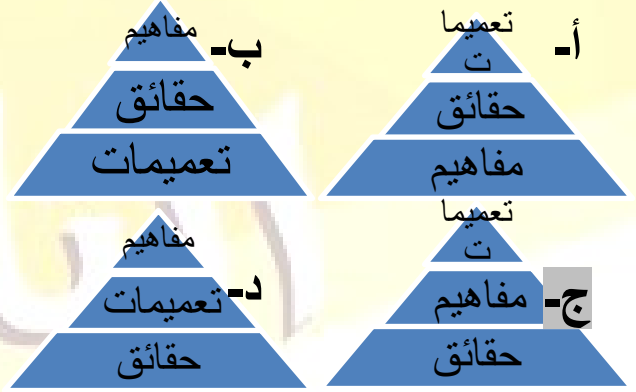 أ-
تعميما
ت
حقائق
مفاهيم
ب-
مفاهيم
حقائق
تعميمات
ج-
تعميما
ت
مفاهيم
حقائق
د-
مفاهيم
تعميمات
حقائق